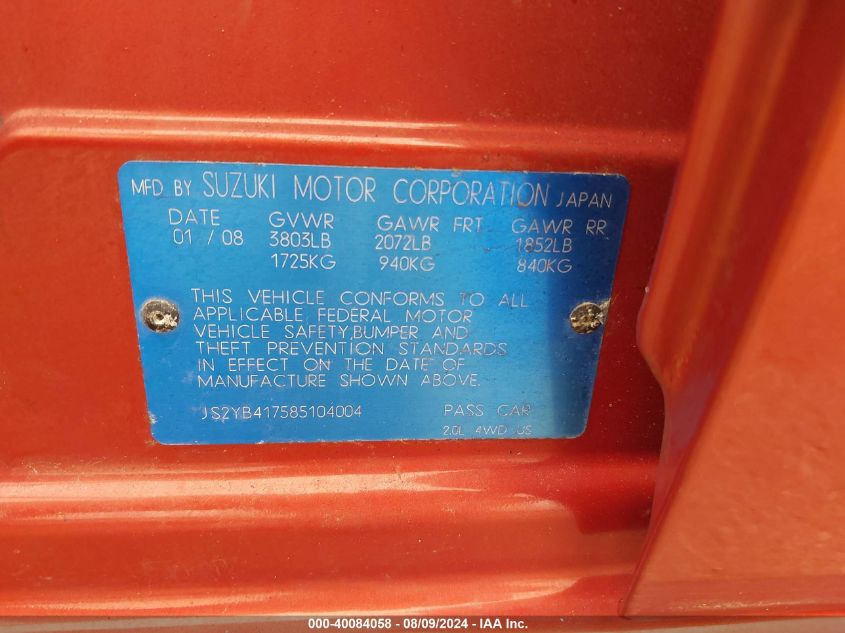 MFD. BY SUZUKI MOTOR CORPORATION JAPAN
DATE GVWR GAWR FRT GAWR RR
01 / 08 3803LB 2072LB 1852LB
1725KG 940KG 840KG
THIS VEHICLE CONFORMS TO ALL
APPLICABLE FEDERAL MOTOR
VEHICLE SAFETY,BUMPER AND
THEFT PREVENTION STANDARDS
IN EFFECT ON THE DATE OF
MANUFACTURE SHOWN ABOVE.
JS2YB417585104004 PASS CAR
2.0L 4WD US
000-40084058 - 08/09/2024 - IAA Inc.